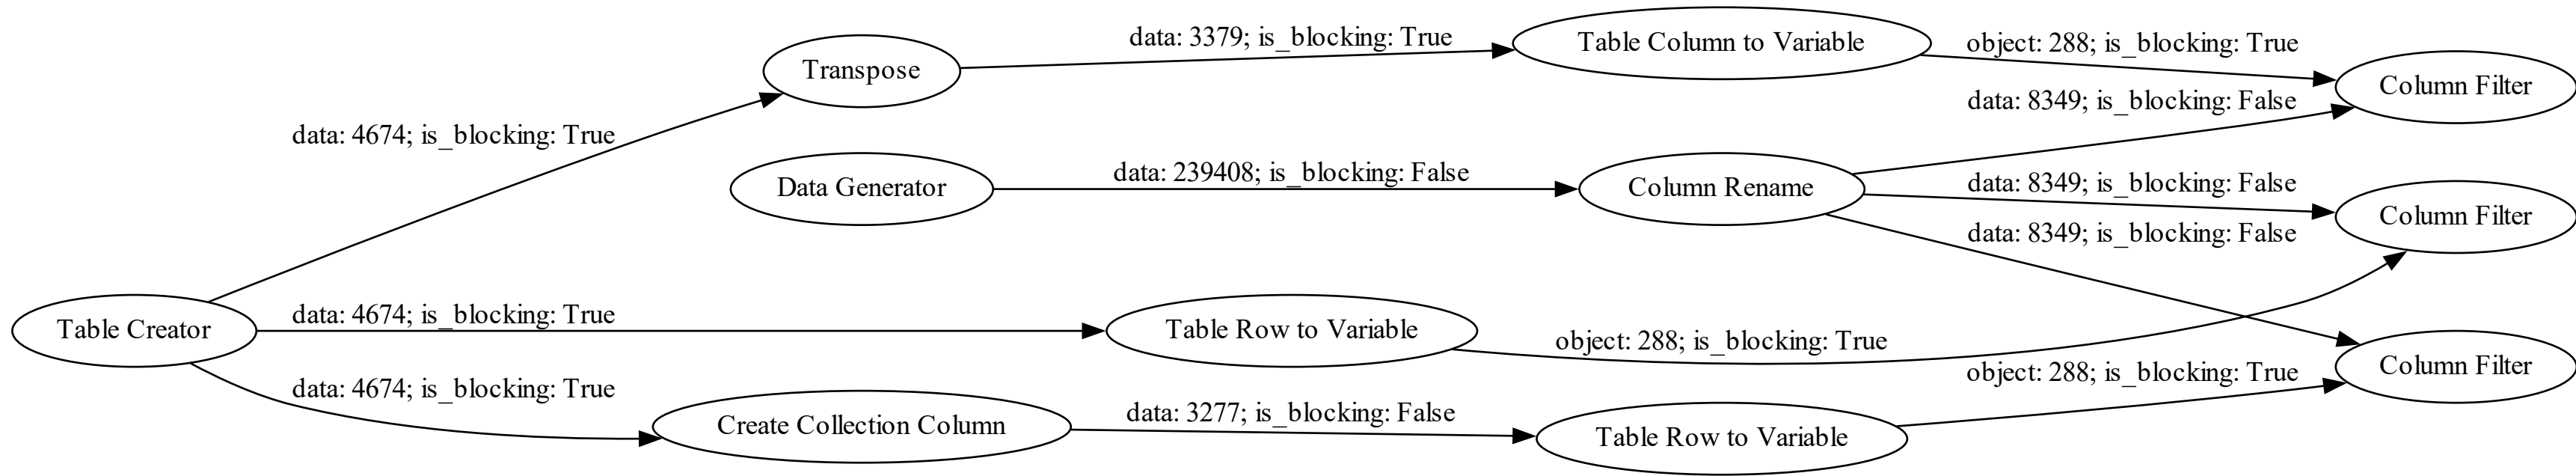 data: 3379; is_blocking: True
Table Column to Variable
object: 288; is_blocking: True
Transpose
Column Filter
data: 8349; is_blocking: False
data: 4674; is_blocking: True
Data Generator
data: 239408; is_blocking: False
Column Rename
data: 8349; is_blocking: False
Column Filter
data: 8349; is_blocking: False
Table Creator
data: 4674; is_blocking: True
Table Row to Variable
object: 288; is_blocking: True
Column Filter
data: 4674; is_blocking: True
object: 288; is_blocking: True
Create Collection Column
data: 3277; is_blocking: False
Table Row to Variable